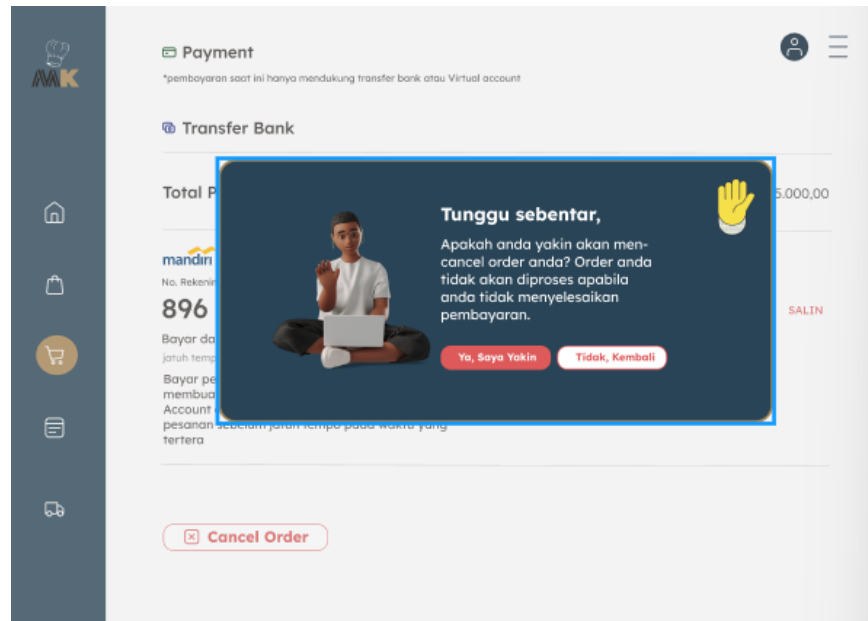 MK
Payment
*pembayaran saat ini hanya mendukung transfer bank atau Virtual account
Transfer Bank
Total P
5.000,00
Tunggu sebentar,
Apakah anda yakin akan men-
cancel order anda? Order anda
tidak akan diproses apabila
anda tidak menyelesaikan
pembayaran.
Ya, Saya Yakin
Tidak, Kembali
mandiri
No. Rekenin
896
SALIN
Bayar da
jatuh temp
Bayar pe
membua
Account
pesanan sebelum jatuh tempo pada waktu yang
tertera
Cancel Order